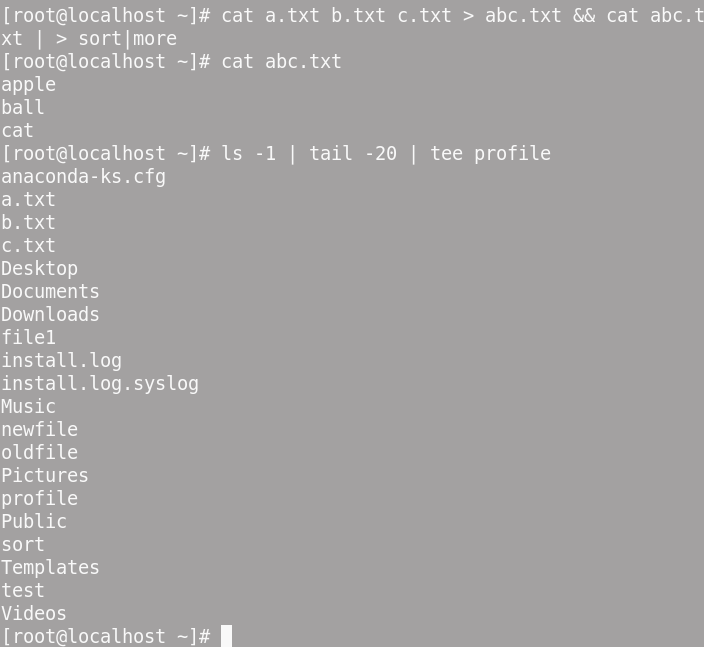 [root@localhost ~]# cat a.txt b.txt c.txt > abc.txt && cat abc.t
xt | > sort|more
[root@localhost ~]# cat abc.txt
apple
ball
cat
[root@localhost ~]# ls -1 | tail -20 | tee profile
anaconda-ks.cfg
a.txt
b.txt
c.txt
Desktop
Documents
Downloads
file1
install.log
install.log.syslog
Music
newfile
oldfile
Pictures
profile
Public
sort
Templates
test
Videos
[root@localhost ~]#